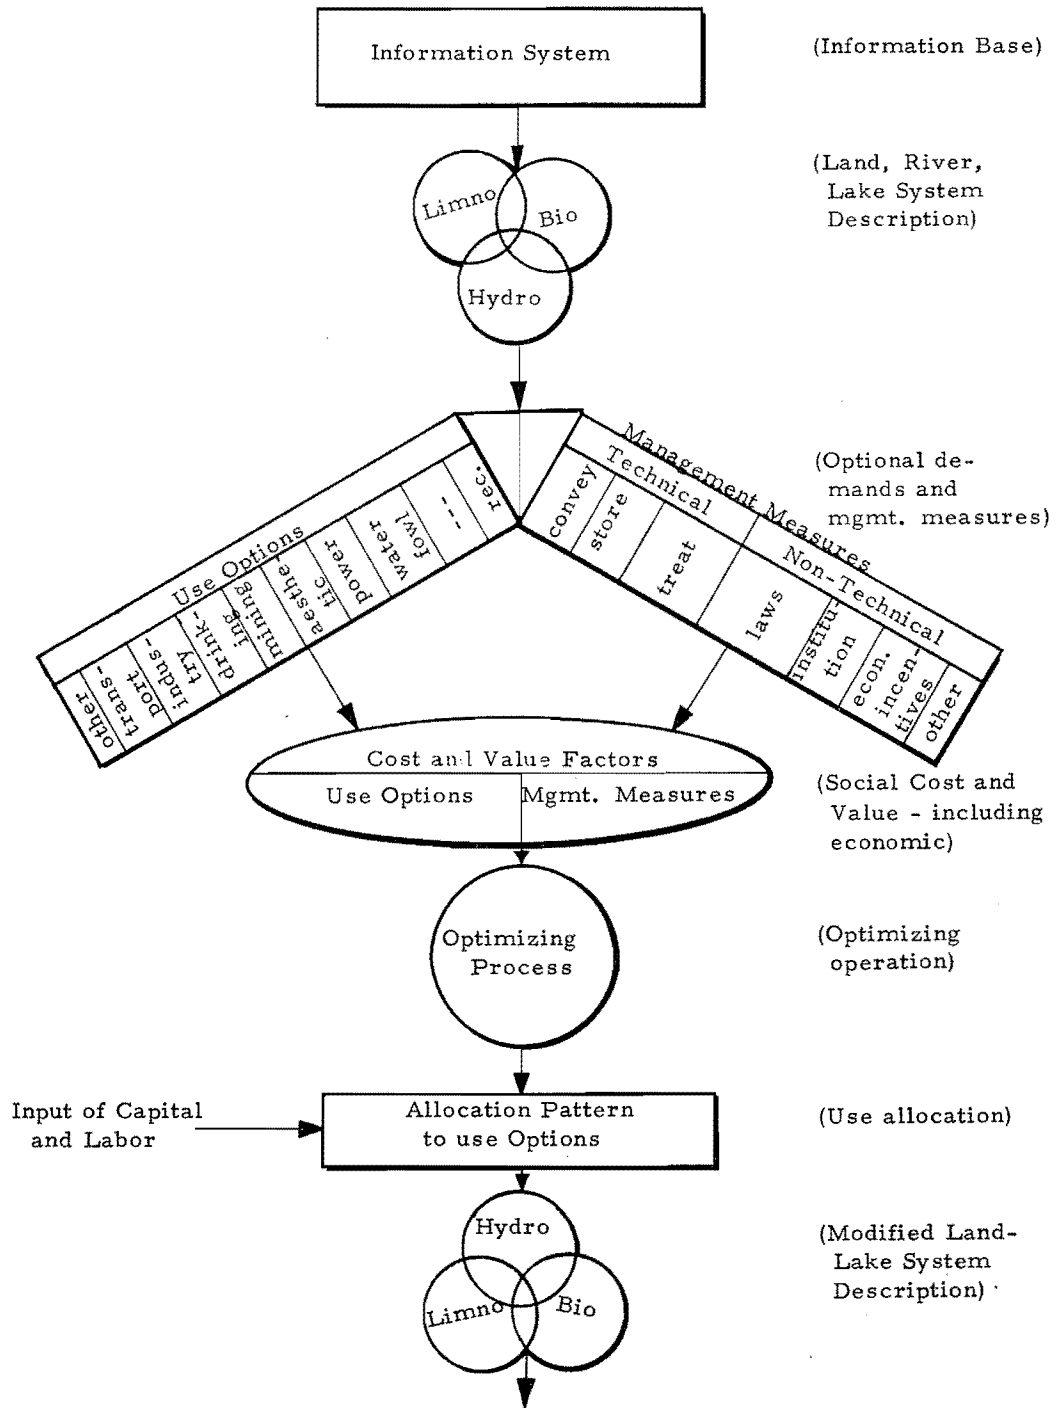 Information System
(Information Base)
Limno
Bio
Hydro
(Land, River,
Lake System
Description)
Use Options
other
trans-
port
indus-
try
drink-
ing
mining
aesthe-
tic
power
water
fowl
---
rec.
Management Measures
Technical
Non-Technical
convey
store
treat
laws
institu-
tion
econ.
incen-
tives
other
(Optional de-
mands and
mgmt. measures)
Cost and Value Factors
Use Options
Mgmt. Measures
(Social Cost and
Value - including
economic)
Optimizing
Process
(Optimizing
operation)
Input of Capital
and Labor
Allocation Pattern
to use Options
(Use allocation)
Hydro
Limno
Bio
(Modified Land-
Lake System
Description)